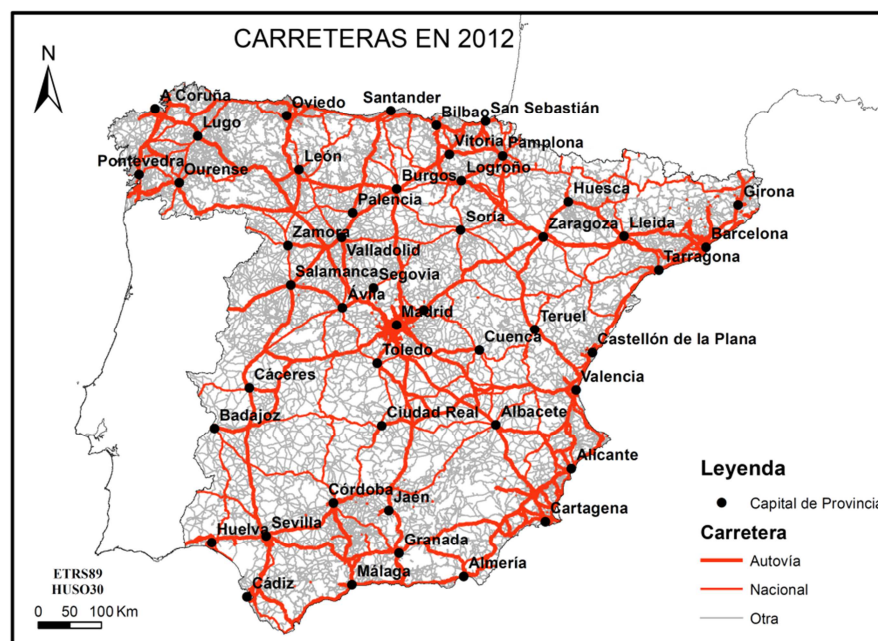 CARRETERAS EN 2012
N
A Coruña
Oviedo
Santander
Bilbao
San Sebastián
Lugo
Vitoria
Pamplona
Pontevedra
Ourense
León
Burgos
Logroño
Huesca
Girona
Palencia
Soria
Zaragoza
Lleida
Barcelona
Zamora
Valladolid
Tarragona
Salamanca
Segovia
Ávila
Madrid
Teruel
Cuenca
Castellón de la Plana
Toledo
Valencia
Cáceres
Badajoz
Ciudad Real
Albacete
Alicante
Córdoba
Jaén
Cartagena
Huelva
Sevilla
Granada
Almería
Málaga
Cádiz
Leyenda
Capital de Provincia
Carretera
Autovía
Nacional
Otra
ETRS89
HUSO30
0 50 100 Km